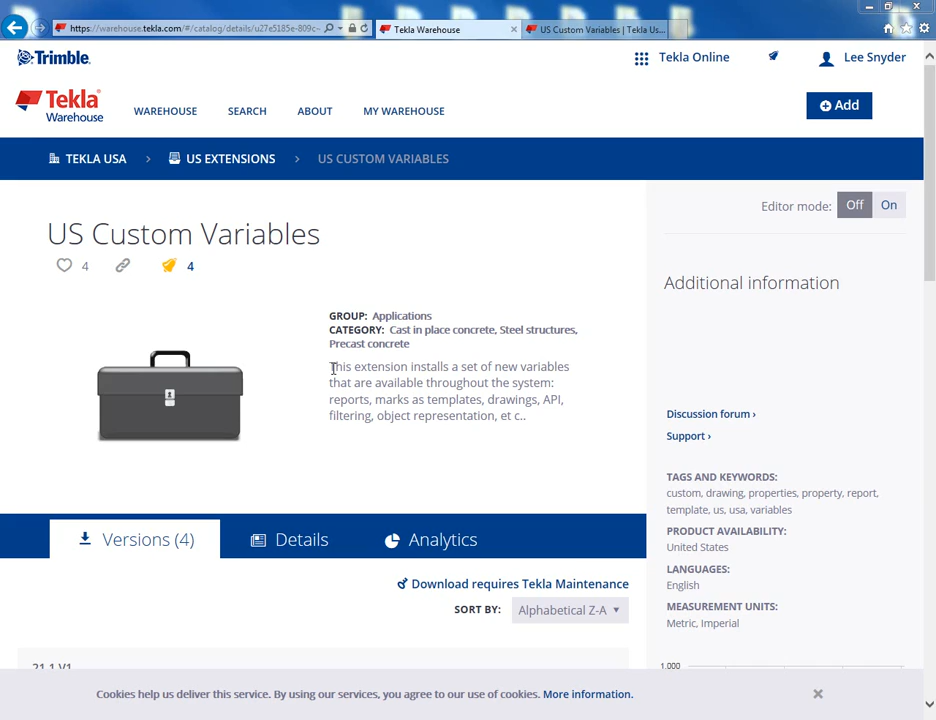 https://warehouse.tekla.com/#/catalog/details/u27e5185e-809c~
Tekla Warehouse
US Custom Variables | Tekla Us...
Trimble.
Tekla Online
Lee Snyder
Tekla®
Warehouse
WAREHOUSE
SEARCH
ABOUT
MY WAREHOUSE
Add
TEKLA USA > US EXTENSIONS > US CUSTOM VARIABLES
Editor mode: Off On
US Custom Variables
4
4
Additional information
GROUP: Applications
CATEGORY: Cast in place concrete, Steel structures,
Precast concrete
This extension installs a set of new variables
that are available throughout the system:
reports, marks as templates, drawings, API,
filtering, object representation, et c..
Discussion forum ›
Support ›
TAGS AND KEYWORDS:
custom, drawing, properties, property, report,
template, us, usa, variables
PRODUCT AVAILABILITY:
United States
LANGUAGES:
English
MEASUREMENT UNITS:
Metric, Imperial
1,000
Versions (4)
Details
Analytics
Download requires Tekla Maintenance
SORT BY: Alphabetical Z-A
21.1 V1
Cookies help us deliver this service. By using our services, you agree to our use of cookies. More information.